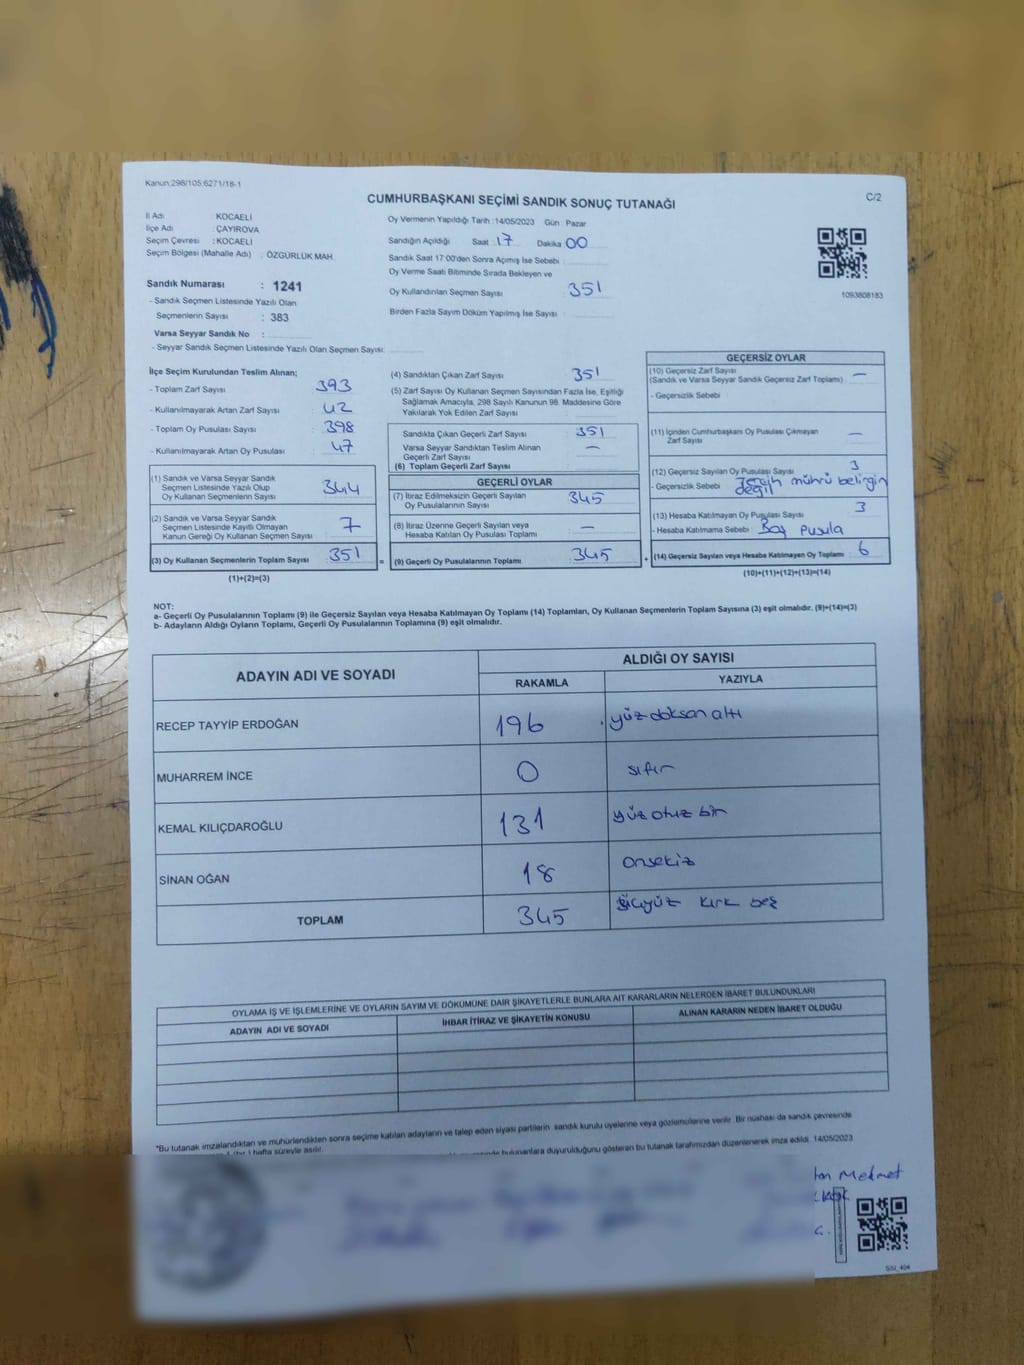 Kanun.298/105;6271/18-1
C/2
CUMHURBAŞKANI SEÇİMİ SANDIK SONUÇ TUTANAĞI
İl Adı : KOCAELİ
İlçe Adı : ÇAYIROVA
Seçim Çevresi : KOCAELİ
Seçim Bölgesi (Mahalle Adı) : ÖZGÜRLÜK MAH.
Sandık Numarası : 1241
- Sandık Seçmen Listesinde Yazılı Olan
Seçmenlerin Sayısı : 383
Varsa Seyyar Sandık No :
- Seyyar Sandık Seçmen Listesinde Yazılı Olan Seçmen Sayısı:
Oy Vermenin Yapıldığı Tarih :14/05/2023 Gün : Pazar
Sandığın Açıldığı Saat : 17 Dakika 00
Sandık Saat 17:00'den Sonra Açılmış İse Sebebi :
Oy Verme Saati Bitiminde Sırada Bekleyen ve
Oy Kullandırılan Seçmen Sayısı : 351
Birden Fazla Sayım Döküm Yapılmış İse Sayısı :
1093808183
İlçe Seçim Kurulundan Teslim Alınan;
- Toplam Zarf Sayısı : 393
- Kullanılmayarak Artan Zarf Sayısı : 42
- Toplam Oy Pusulası Sayısı : 398
- Kullanılmayarak Artan Oy Pusulası : 47
(1) Sandık ve Varsa Seyyar Sandık
Seçmen Listesinde Yazılı Olup
Oy Kullanan Seçmenlerin Sayısı : 344
(2) Sandık ve Varsa Seyyar Sandık
Seçmen Listesinde Kayıtlı Olmayan
Kanun Gereği Oy Kullanan Seçmen Sayısı : 7
(3) Oy Kullanan Seçmenlerin Toplam Sayısı : 351
(1)+(2)=(3)
(4) Sandıktan Çıkan Zarf Sayısı : 351
(5) Zarf Sayısı Oy Kullanan Seçmen Sayısından Fazla İse, Eşitliği
Sağlamak Amacıyla, 298 Sayılı Kanunun 98. Maddesine Göre
Yakılarak Yok Edilen Zarf Sayısı :
Sandıkta Çıkan Geçerli Zarf Sayısı : 351
Varsa Seyyar Sandıktan Teslim Alınan
Geçerli Zarf Sayısı : —
(6) Toplam Geçerli Zarf Sayısı :
GEÇERLİ OYLAR
(7) İtiraz Edilmeksizin Geçerli Sayılan
Oy Pusulalarının Sayısı : 345
(8) İtiraz Üzerine Geçerli Sayılan veya
Hesaba Katılan Oy Pusulası Toplamı : —
= (9) Geçerli Oy Pusulalarının Toplamı : 345
GEÇERSİZ OYLAR
(10) Geçersiz Zarf Sayısı
(Sandık ve Varsa Seyyar Sandık Geçersiz Zarf Toplamı) : —
- Geçersizlik Sebebi :
(11) İçinden Cumhurbaşkanı Oy Pusulası Çıkmayan
Zarf Sayısı : —
(12) Geçersiz Sayılan Oy Pusulası Sayısı : 3
- Geçersizlik Sebebi : Tercih mührü belirgin
değil
(13) Hesaba Katılmayan Oy Pusulası Sayısı : 3
- Hesaba Katılmama Sebebi : Boş pusula
+ (14) Geçersiz Sayılan veya Hesaba Katılmayan Oy Toplamı : 6
(10)+(11)+(12)+(13)=(14)
NOT:
a- Geçerli Oy Pusulalarının Toplamı (9) ile Geçersiz Sayılan veya Hesaba Katılmayan Oy Toplamı (14) Toplamları, Oy Kullanan Seçmenlerin Toplam Sayısına (3) eşit olmalıdır. (9)+(14)=(3)
b- Adayların Aldığı Oyların Toplamı, Geçerli Oy Pusulalarının Toplamına (9) eşit olmalıdır.
ADAYIN ADI VE SOYADI
ALDIĞI OY SAYISI
RAKAMLA YAZIYLA
RECEP TAYYİP ERDOĞAN 196 yüz doksan altı
MUHARREM İNCE 0 sıfır
KEMAL KILIÇDAROĞLU 131 yüz otuz bir
SİNAN OĞAN 18 onsekiz
TOPLAM 345 üçyüz kırk beş
OYLAMA İŞ VE İŞLEMLERİNE VE OYLARIN SAYIM VE DÖKÜMÜNE DAİR ŞİKAYETLERLE BUNLARA AİT KARARLARIN NELERDEN İBARET BULUNDUKLARI
ADAYIN ADI VE SOYADI İHBAR İTİRAZ VE ŞİKAYETİN KONUSU ALINAN KARARIN NEDEN İBARET OLDUĞU
*Bu tutanak imzalandıktan ve mühürlendikten sonra seçime katılan adayların ve talep eden siyasi partilerin sandık kurulu üyelerine veya gözlemcilerine verilir. Bir nüshası da sandık çevresinde
hafta süreyle asılır.
bulunanlara duyurulduğunu gösteren bu tutanak tarafımızdan düzenlenerek imza edildi. 14/05/2023
Mehmet